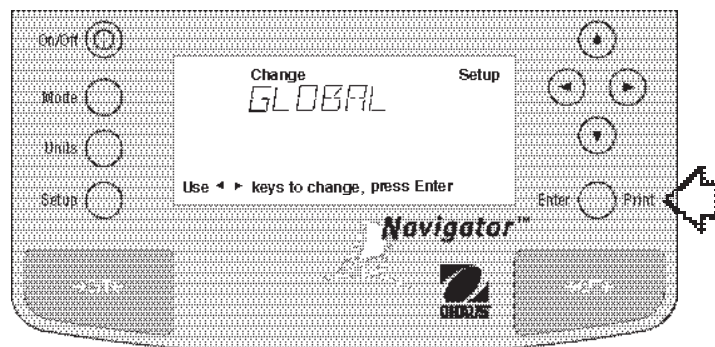 On/Off
Mode
Units
Setup
Change Setup
GLOBAL
Use ◄ ► keys to change, press Enter
Enter Print
Navigator™
OHAUS